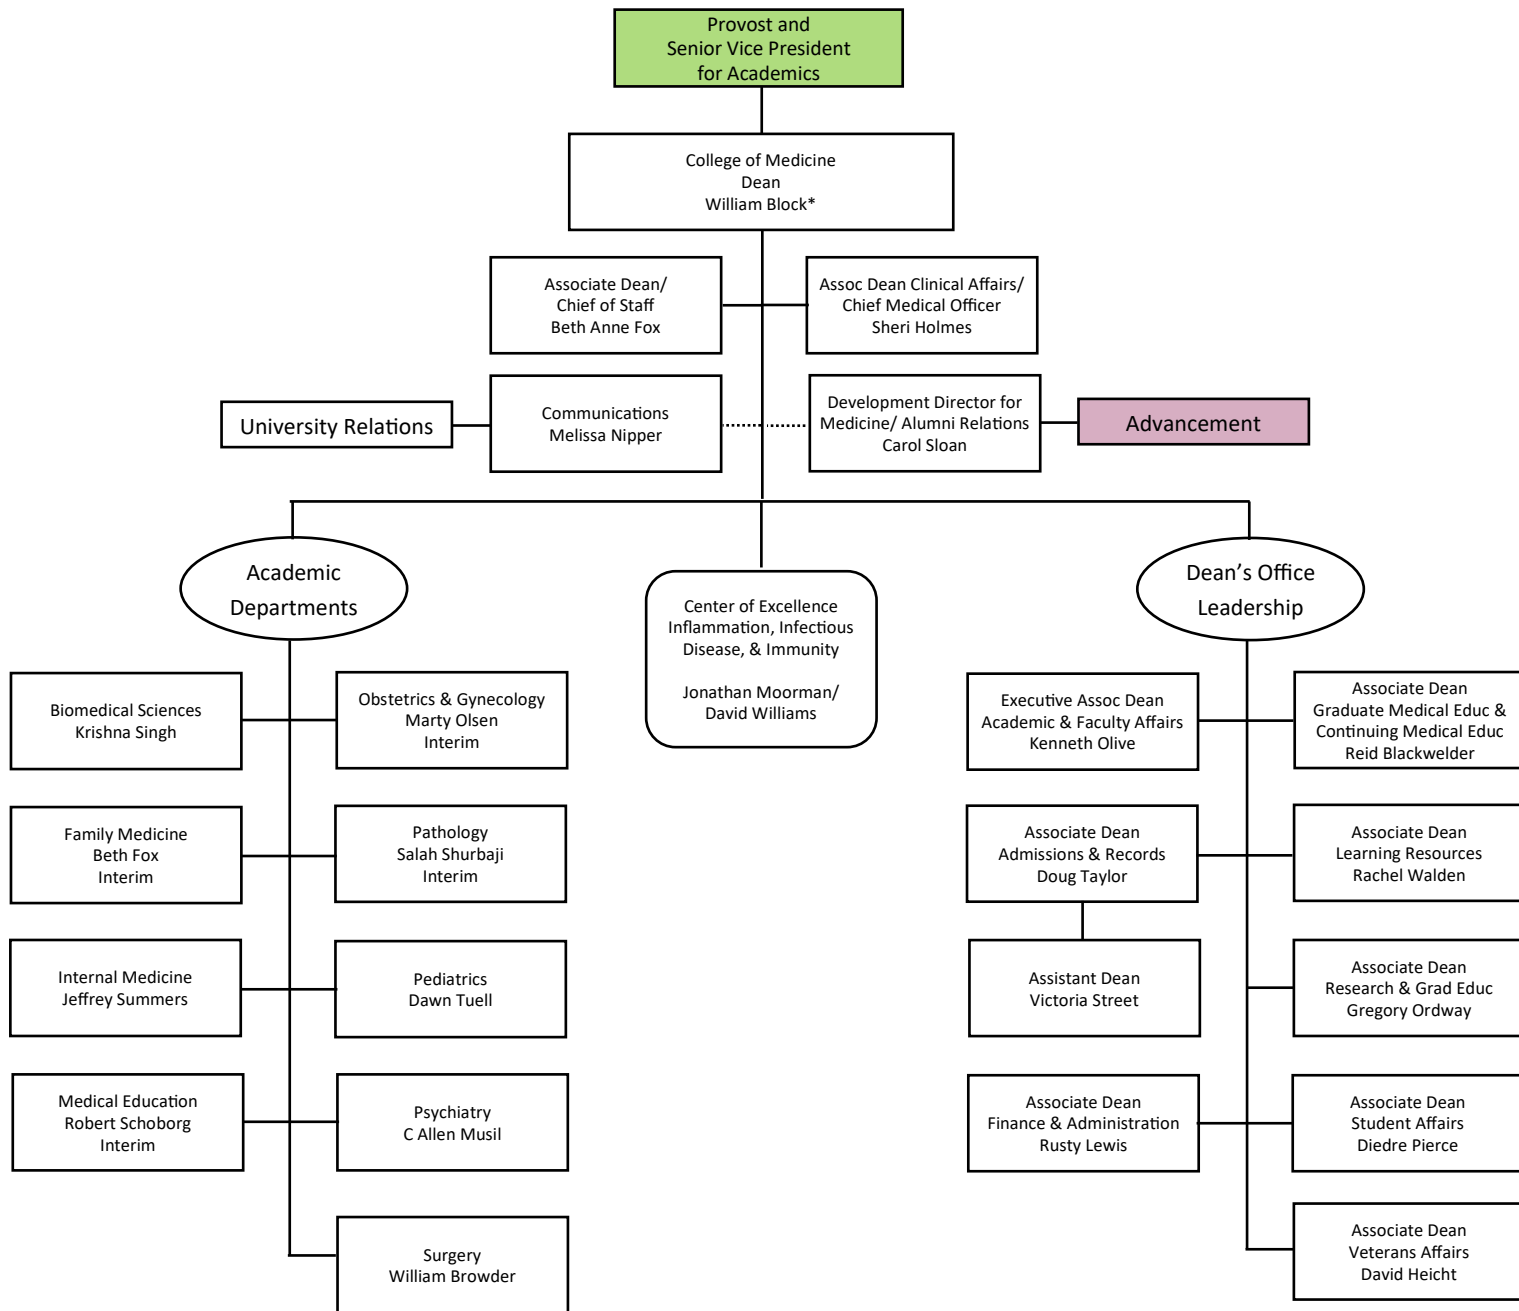 Provost and
Senior Vice President
for Academics
College of Medicine
Dean
William Block*
Associate Dean/
Chief of Staff
Beth Anne Fox
Assoc Dean Clinical Affairs/
Chief Medical Officer
Sheri Holmes
University Relations
Communications
Melissa Nipper
Development Director for
Medicine/ Alumni Relations
Carol Sloan
Advancement
Academic
Departments
Center of Excellence
Inflammation, Infectious
Disease, & Immunity
Jonathan Moorman/
David Williams
Dean’s Office
Leadership
Biomedical Sciences
Krishna Singh
Obstetrics & Gynecology
Marty Olsen
Interim
Family Medicine
Beth Fox
Interim
Pathology
Salah Shurbaji
Interim
Internal Medicine
Jeffrey Summers
Pediatrics
Dawn Tuell
Medical Education
Robert Schoborg
Interim
Psychiatry
C Allen Musil
Surgery
William Browder
Executive Assoc Dean
Academic & Faculty Affairs
Kenneth Olive
Associate Dean
Graduate Medical Educ &
Continuing Medical Educ
Reid Blackwelder
Associate Dean
Admissions & Records
Doug Taylor
Associate Dean
Learning Resources
Rachel Walden
Assistant Dean
Victoria Street
Associate Dean
Research & Grad Educ
Gregory Ordway
Associate Dean
Finance & Administration
Rusty Lewis
Associate Dean
Student Affairs
Diedre Pierce
Associate Dean
Veterans Affairs
David Heicht